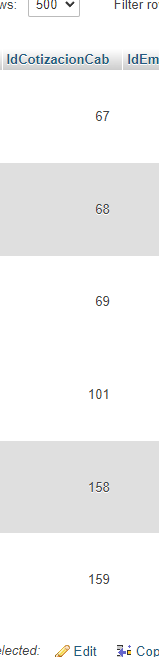 ws: 500 Filter ro
IdCotizacionCab IdEm
67
68
69
101
158
159
elected: Edit Cop